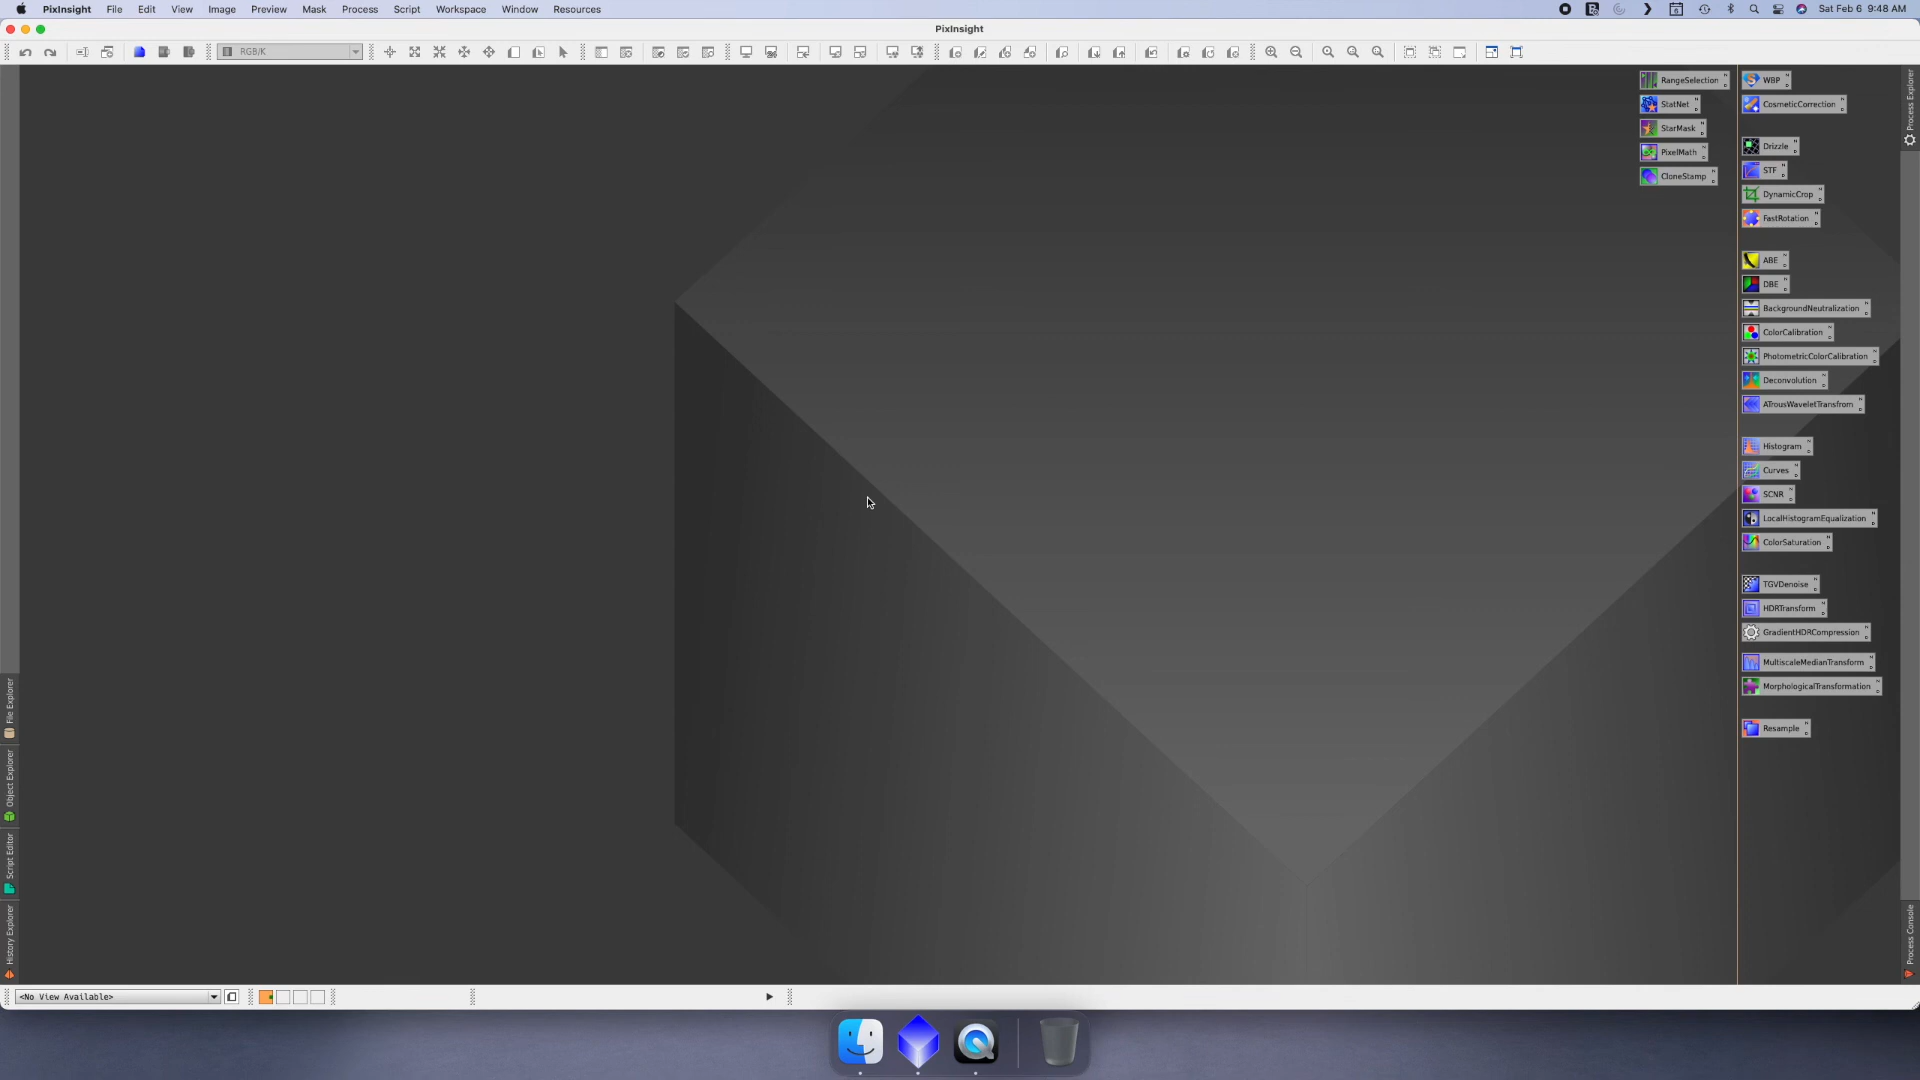 PixInsight File Edit View Image Preview Mask Process Script Workspace Window Resources
Sat Feb 6 9:48 AM
PixInsight
RGB/K
RangeSelection
StatNet
StarMask
PixelMath
CloneStamp
WBP
CosmeticCorrection
Drizzle
STF
DynamicCrop
FastRotation
ABE
DBE
BackgroundNeutralization
ColorCalibration
PhotometricColorCalibration
Deconvolution
ATrousWaveletTransfrom
Histogram
Curves
SCNR
LocalHistogramEqualization
ColorSaturation
TGVDenoise
HDRTransform
GradientHDRCompression
MultiscaleMedianTransform
MorphologicalTransformation
Resample
Process Explorer
Process Console
File Explorer
Object Explorer
Script Editor
History Explorer
<No View Available>